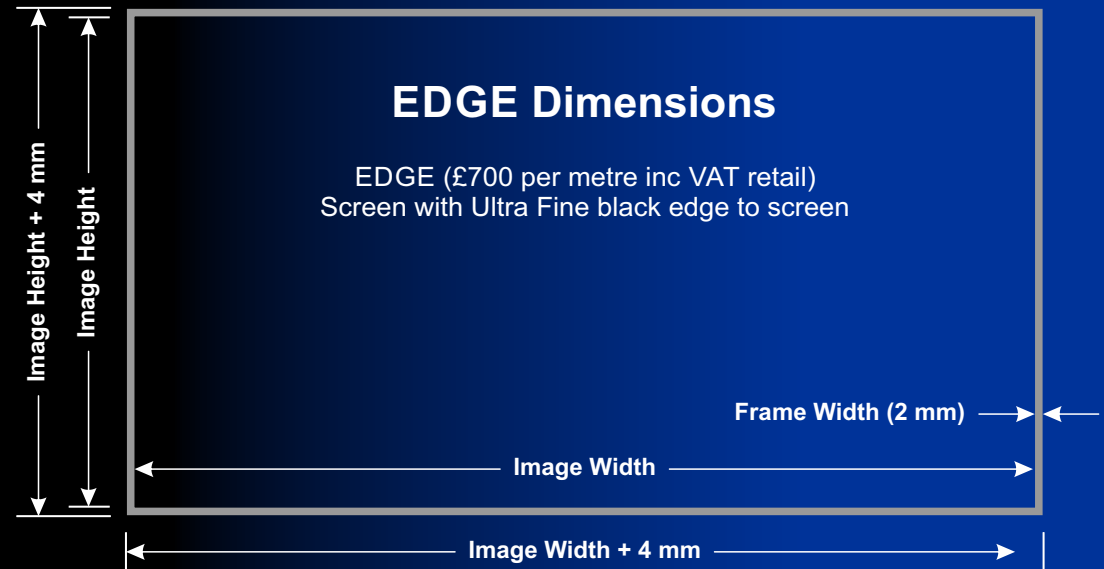 EDGE Dimensions
EDGE (£700 per metre inc VAT retail)
Screen with Ultra Fine black edge to screen
Image Height + 4 mm
Image Height
Frame Width (2 mm)
Image Width
Image Width + 4 mm